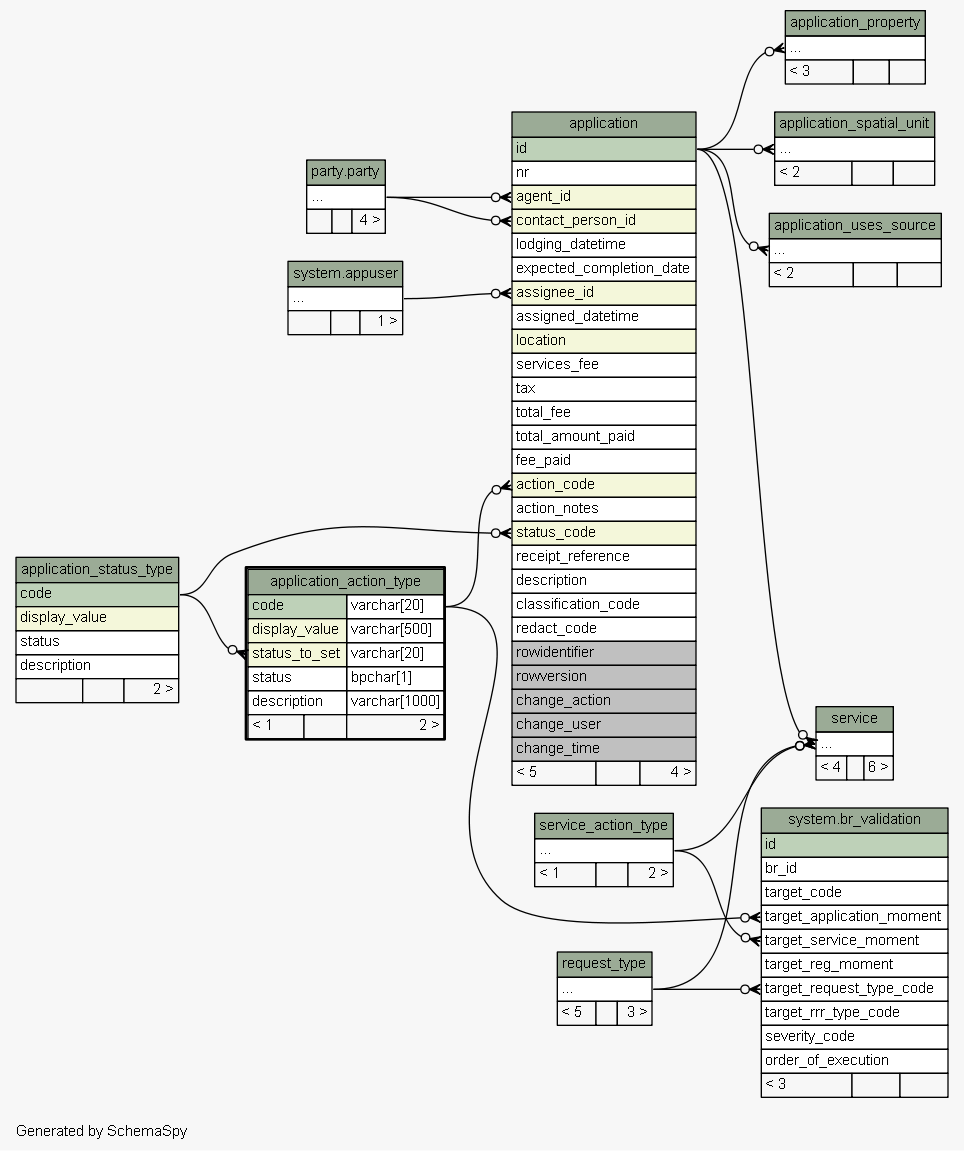 application_property
...
< 3
application_spatial_unit
...
< 2
application_uses_source
...
< 2
application
id
nr
agent_id
contact_person_id
lodging_datetime
expected_completion_date
assignee_id
assigned_datetime
location
services_fee
tax
total_fee
total_amount_paid
fee_paid
action_code
action_notes
status_code
receipt_reference
description
classification_code
redact_code
rowidentifier
rowversion
change_action
change_user
change_time
< 5 4 >
party.party
...
4 >
system.appuser
...
1 >
application_status_type
code
display_value
status
description
2 >
application_action_type
code varchar[20]
display_value varchar[500]
status_to_set varchar[20]
status bpchar[1]
description varchar[1000]
< 1 2 >
service
...
< 4 6 >
service_action_type
...
< 1 2 >
system.br_validation
id
br_id
target_code
target_application_moment
target_service_moment
target_reg_moment
target_request_type_code
target_rrr_type_code
severity_code
order_of_execution
< 3
request_type
...
< 5 3 >
Generated by SchemaSpy